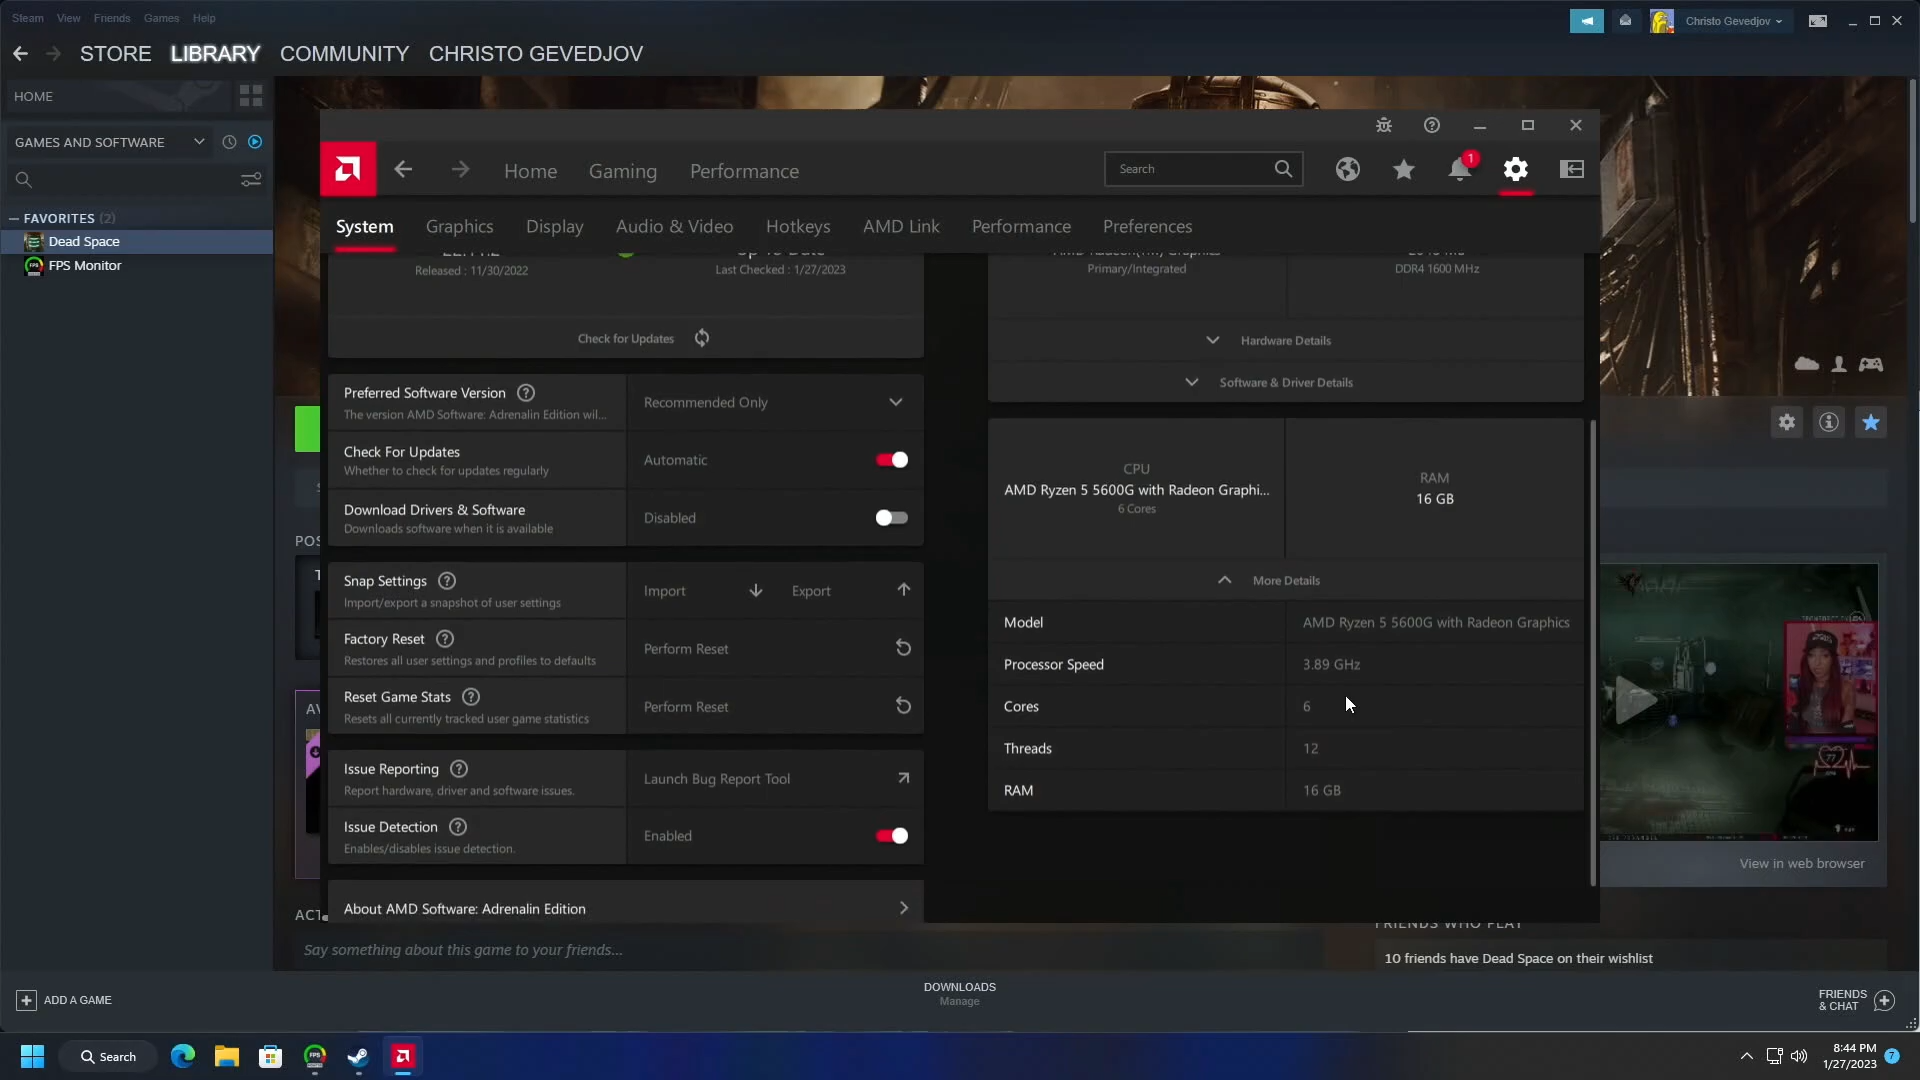 Steam View Friends Games Help
Christo Gevedjov
STORE LIBRARY COMMUNITY CHRISTO GEVEDJOV
HOME
GAMES AND SOFTWARE
FAVORITES (2)
Dead Space
FPS Monitor
Home Gaming Performance
Search
1
System Graphics Display Audio & Video Hotkeys AMD Link Performance Preferences
Released : 11/30/2022
Last Checked : 1/27/2023
Check for Updates
Preferred Software Version
The version AMD Software: Adrenalin Edition wil...
Recommended Only
Check For Updates
Whether to check for updates regularly
Automatic
Download Drivers & Software
Downloads software when it is available
Disabled
Snap Settings
Import/export a snapshot of user settings
Import Export
Factory Reset
Restores all user settings and profiles to defaults
Perform Reset
Reset Game Stats
Resets all currently tracked user game statistics
Perform Reset
Issue Reporting
Report hardware, driver and software issues.
Launch Bug Report Tool
Issue Detection
Enables/disables issue detection.
Enabled
About AMD Software: Adrenalin Edition
AMD Radeon(TM) Graphics
Primary/Integrated
DDR4 1600 MHz
Hardware Details
Software & Driver Details
CPU
AMD Ryzen 5 5600G with Radeon Graphi...
6 Cores
RAM
16 GB
More Details
Model AMD Ryzen 5 5600G with Radeon Graphics
Processor Speed 3.89 GHz
Cores 6
Threads 12
RAM 16 GB
View in web browser
POS
ACT
Say something about this game to your friends...
FRIENDS WHO PLAY
10 friends have Dead Space on their wishlist
ADD A GAME
DOWNLOADS
Manage
FRIENDS
& CHAT
Search
8:44 PM
1/27/2023
7